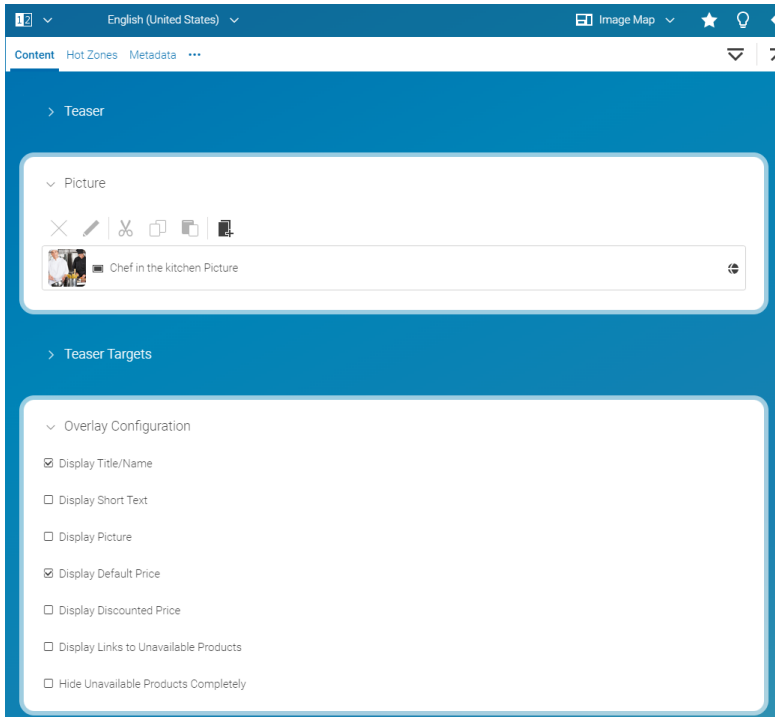 12 English (United States) Image Map
Content Hot Zones Metadata ...
Teaser
Picture
Chef in the kitchen Picture
Teaser Targets
Overlay Configuration
Display Title/Name
Display Short Text
Display Picture
Display Default Price
Display Discounted Price
Display Links to Unavailable Products
Hide Unavailable Products Completely